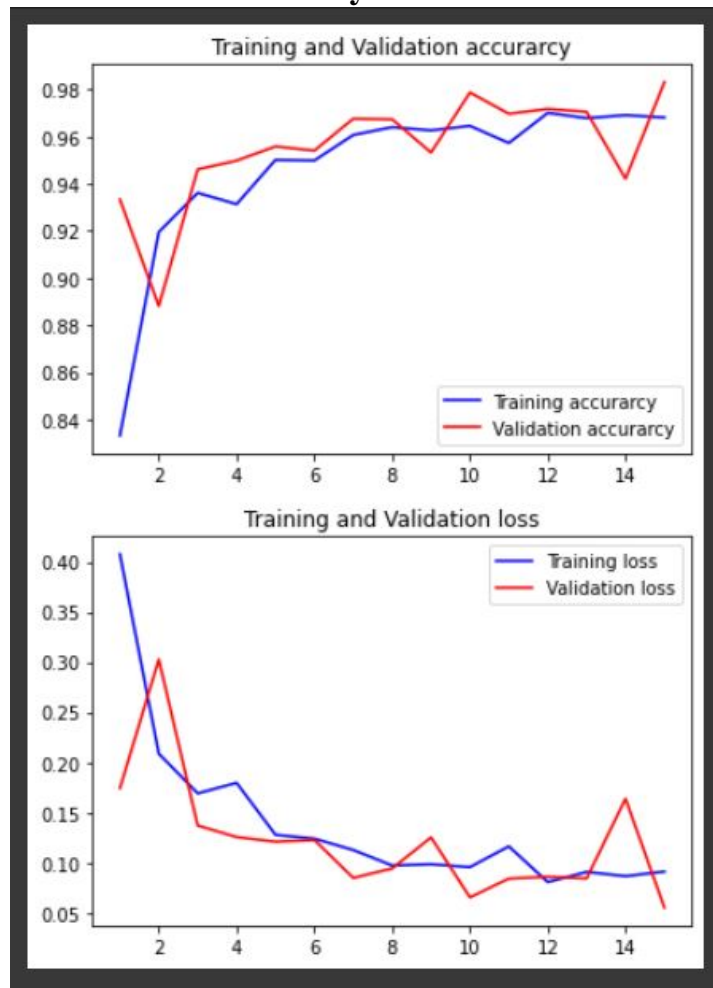 Training and Validation accurarcy
0.98
0.96
0.94
0.92
0.90
0.88
0.86
0.84
Training accurarcy
Validation accurarcy
2 4 6 8 10 12 14
Training and Validation loss
0.40
0.35
0.30
0.25
0.20
0.15
0.10
0.05
Training loss
Validation loss
2 4 6 8 10 12 14